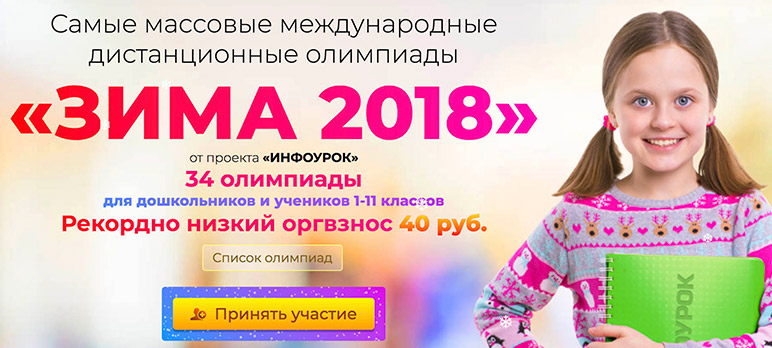 Самые массовые международные
дистанционные олимпиады
«ЗИМА 2018»
от проекта «ИНФОУРОК»
34 олимпиады
для дошкольников и учеников 1-11 классов
Рекордно низкий оргвзнос 40 руб.
Список олимпиад
Принять участие
ОУРОК